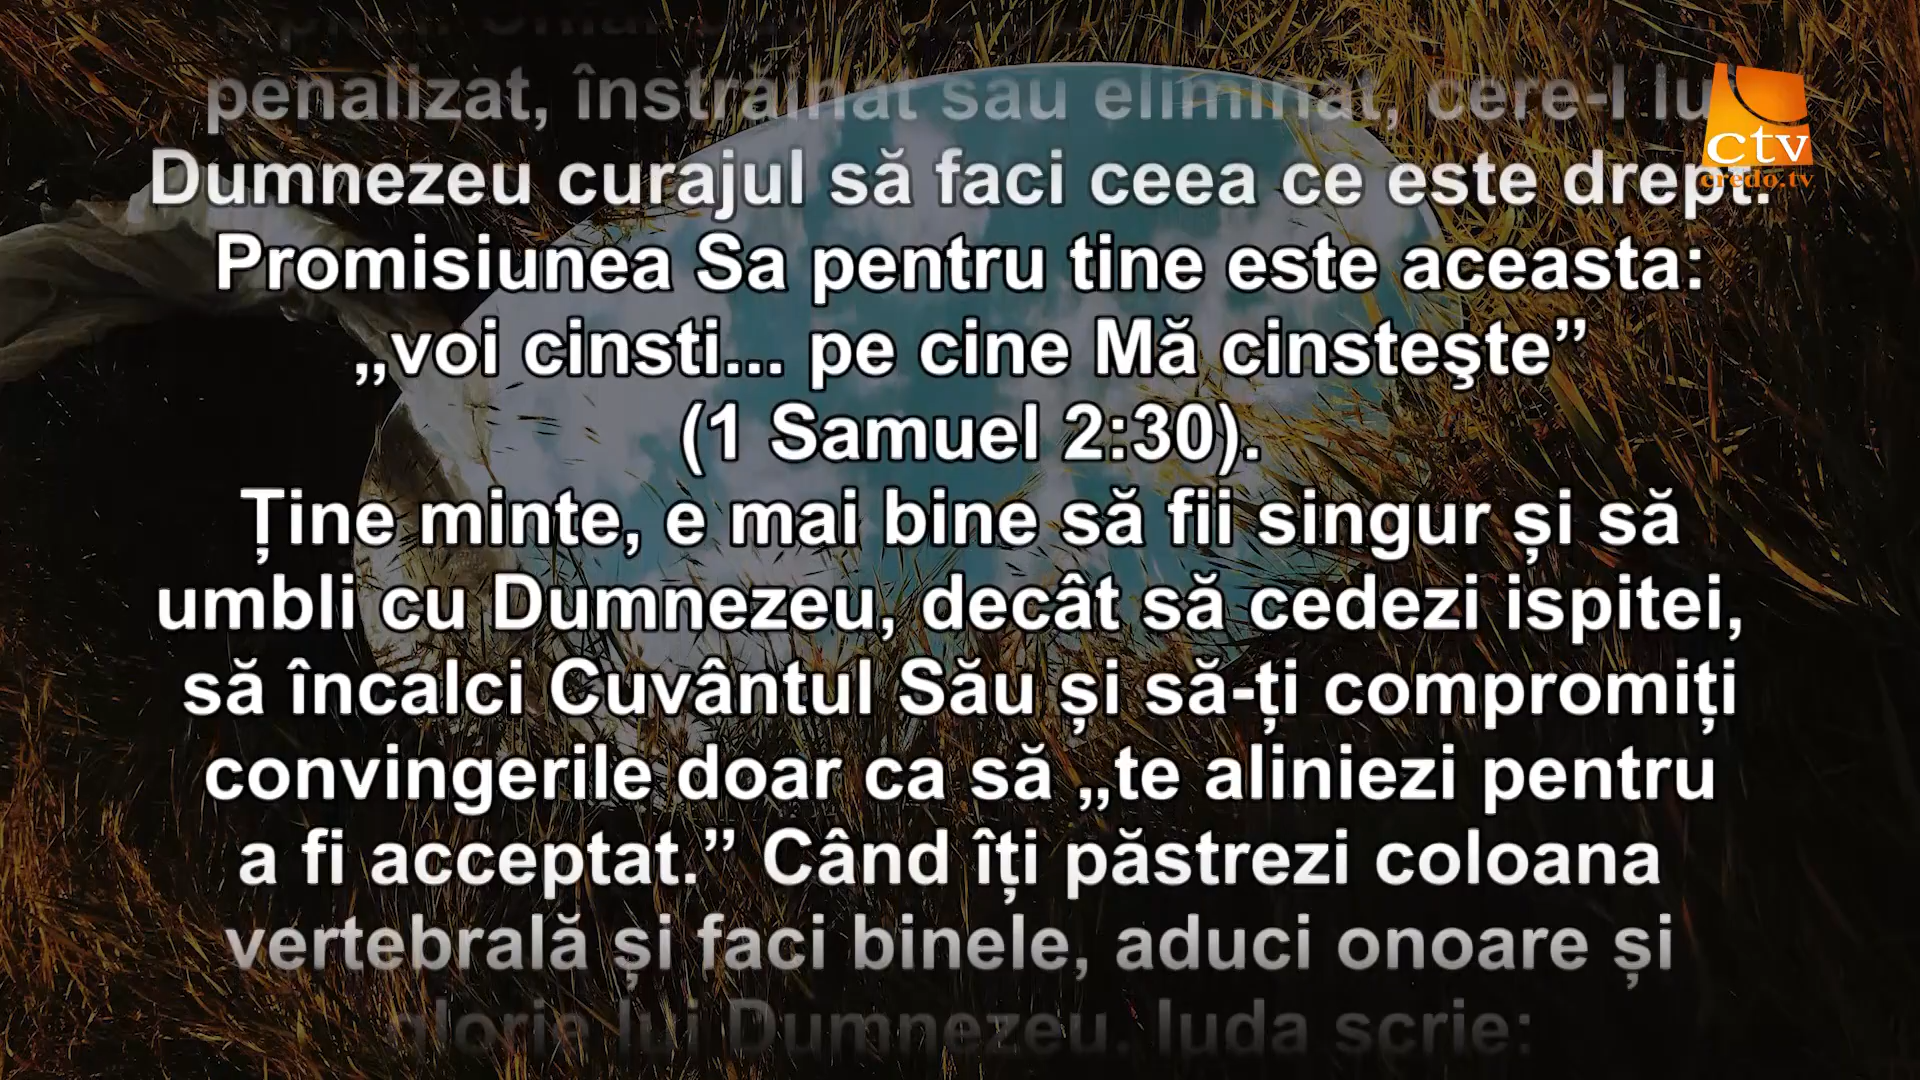 penalizat, înstrăinat sau eliminat, cere-I lu
Dumnezeu curajul să faci ceea ce este drept.
Promisiunea Sa pentru tine este aceasta:
„voi cinsti... pe cine Mă cinsteşte”
(1 Samuel 2:30).
Ține minte, e mai bine să fii singur și să
umbli cu Dumnezeu, decât să cedezi ispitei,
să încalci Cuvântul Său și să-ți compromiți
convingerile doar ca să „te aliniezi pentru
a fi acceptat.” Când îți păstrezi coloana
vertebrală și faci binele, aduci onoare și
glorie lui Dumnezeu. Iuda scrie:
ctv
credo.tv